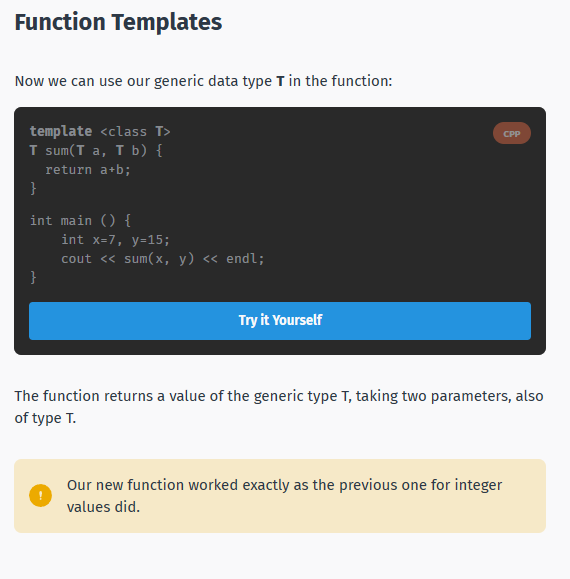 Function Templates
Now we can use our generic data type T in the function:
CPP
template <class T>
T sum(T a, T b) {
  return a+b;
}
int main () {
    int x=7, y=15;
    cout << sum(x, y) << endl;
}
Try it Yourself
The function returns a value of the generic type T, taking two parameters, also
of type T.
!
Our new function worked exactly as the previous one for integer
values did.